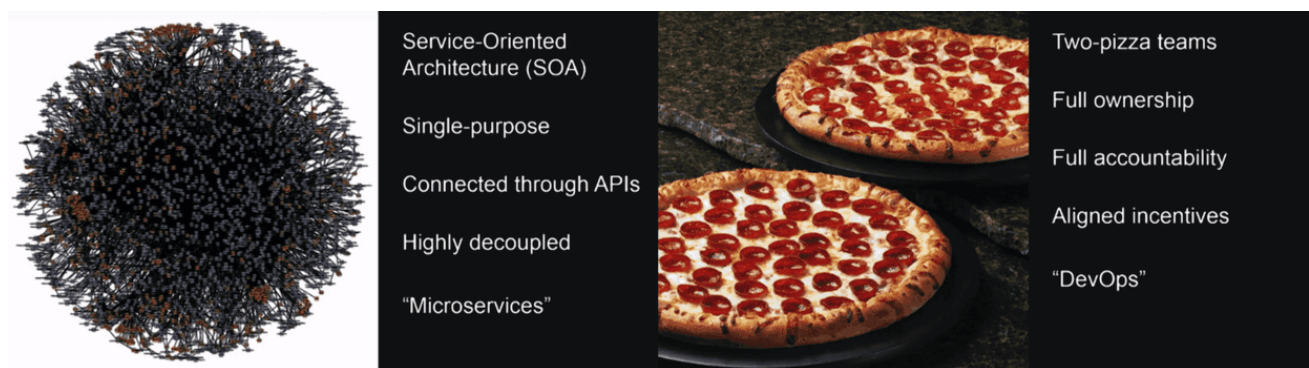 Service-Oriented
Architecture (SOA)
Single-purpose
Connected through APIs
Highly decoupled
“Microservices”
Two-pizza teams
Full ownership
Full accountability
Aligned incentives
“DevOps”